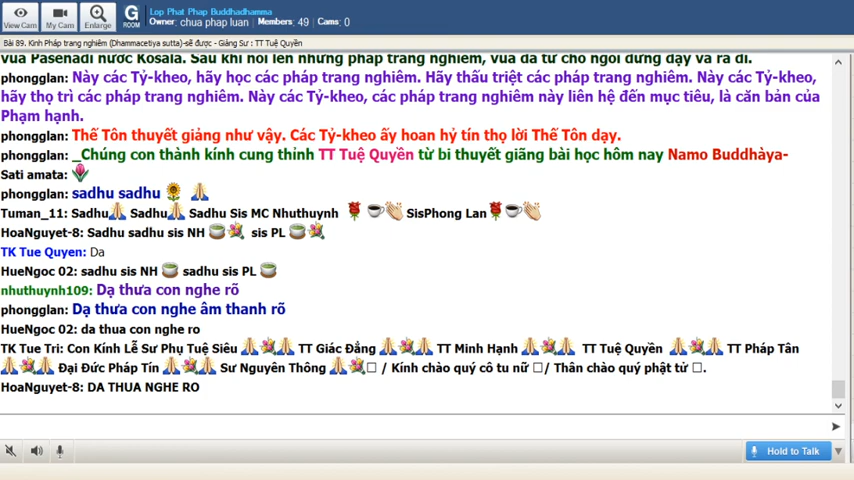 Lop Phat Phap Buddhadhamma
Owner: chua phap luan  Members: 49  Cams: 0
View Cam
My Cam
Enlarge
G ROOM
Bài 89. Kinh Pháp trang nghiêm (Dhammacetiya sutta)-sẽ được - Giảng Sư : TT Tuệ Quyền
vua Pasenadi nước Kosala. Sau khi nói lên những pháp trang nghiêm, vua đã từ chỗ ngồi đứng dậy và ra đi.
phongglan: Này các Tỷ-kheo, hãy học các pháp trang nghiêm. Hãy thấu triệt các pháp trang nghiêm. Này các Tỷ-kheo,
hãy thọ trì các pháp trang nghiêm. Này các Tỷ-kheo, các pháp trang nghiêm này liên hệ đến mục tiêu, là căn bản của
Phạm hạnh.
phongglan: Thế Tôn thuyết giảng như vậy. Các Tỷ-kheo ấy hoan hỷ tín thọ lời Thế Tôn dạy.
phongglan: _Chúng con thành kính cung thỉnh TT Tuệ Quyền từ bi thuyết giãng bài học hôm nay Namo Buddhàya-
Sati amata: 🌷
phongglan: sadhu sadhu 🌻 🙏
Tuman_11: Sadhu🙏 Sadhu🙏 Sadhu Sis MC Nhuthuynh 🌹☕👏 SisPhong Lan🌹☕👏
HoaNguyet-8: Sadhu sadhu sis NH 🍵💐 sis PL 🍵💐
TK Tue Quyen: Da
HueNgoc 02: sadhu sis NH 🍵 sadhu sis PL 🍵
nhuthuynh109: Dạ thưa con nghe rõ
phongglan: Dạ thưa con nghe âm thanh rõ
HueNgoc 02: da thua con nghe ro
TK Tue Tri: Con Kính Lễ Sư Phụ Tuệ Siêu 🙏💐🙏 TT Giác Đẳng 🙏💐🙏 TT Minh Hạnh 🙏💐🙏 TT Tuệ Quyền 🙏💐🙏 TT Pháp Tân
🙏💐🙏 Đại Đức Pháp Tín 🙏💐🙏 Sư Nguyên Thông 🙏💐□ / Kính chào quý cô tu nữ □/ Thân chào quý phật tử □.
HoaNguyet-8: DA THUA NGHE RO
Hold to Talk